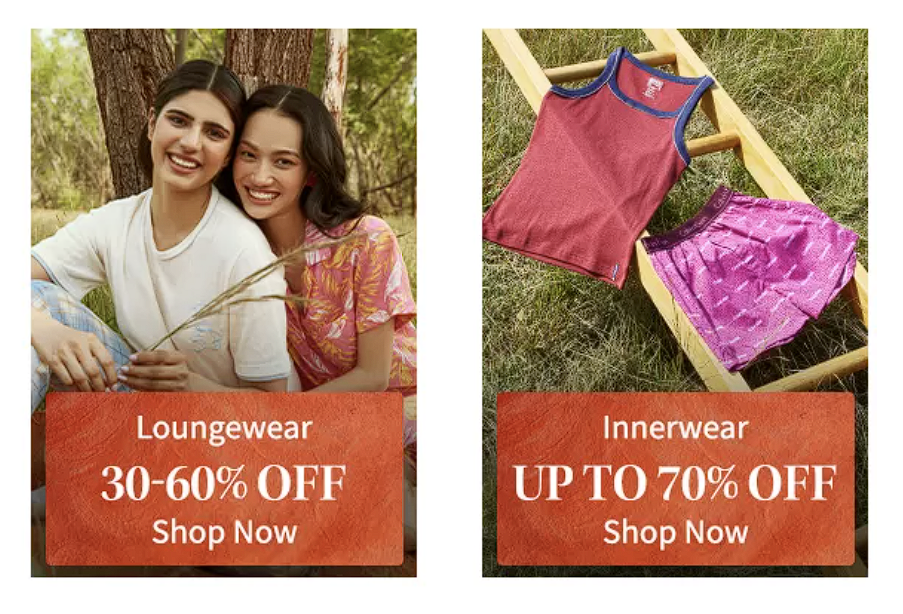 Loungewear
30-60% OFF
Shop Now
Innerwear
UP TO 70% OFF
Shop Now